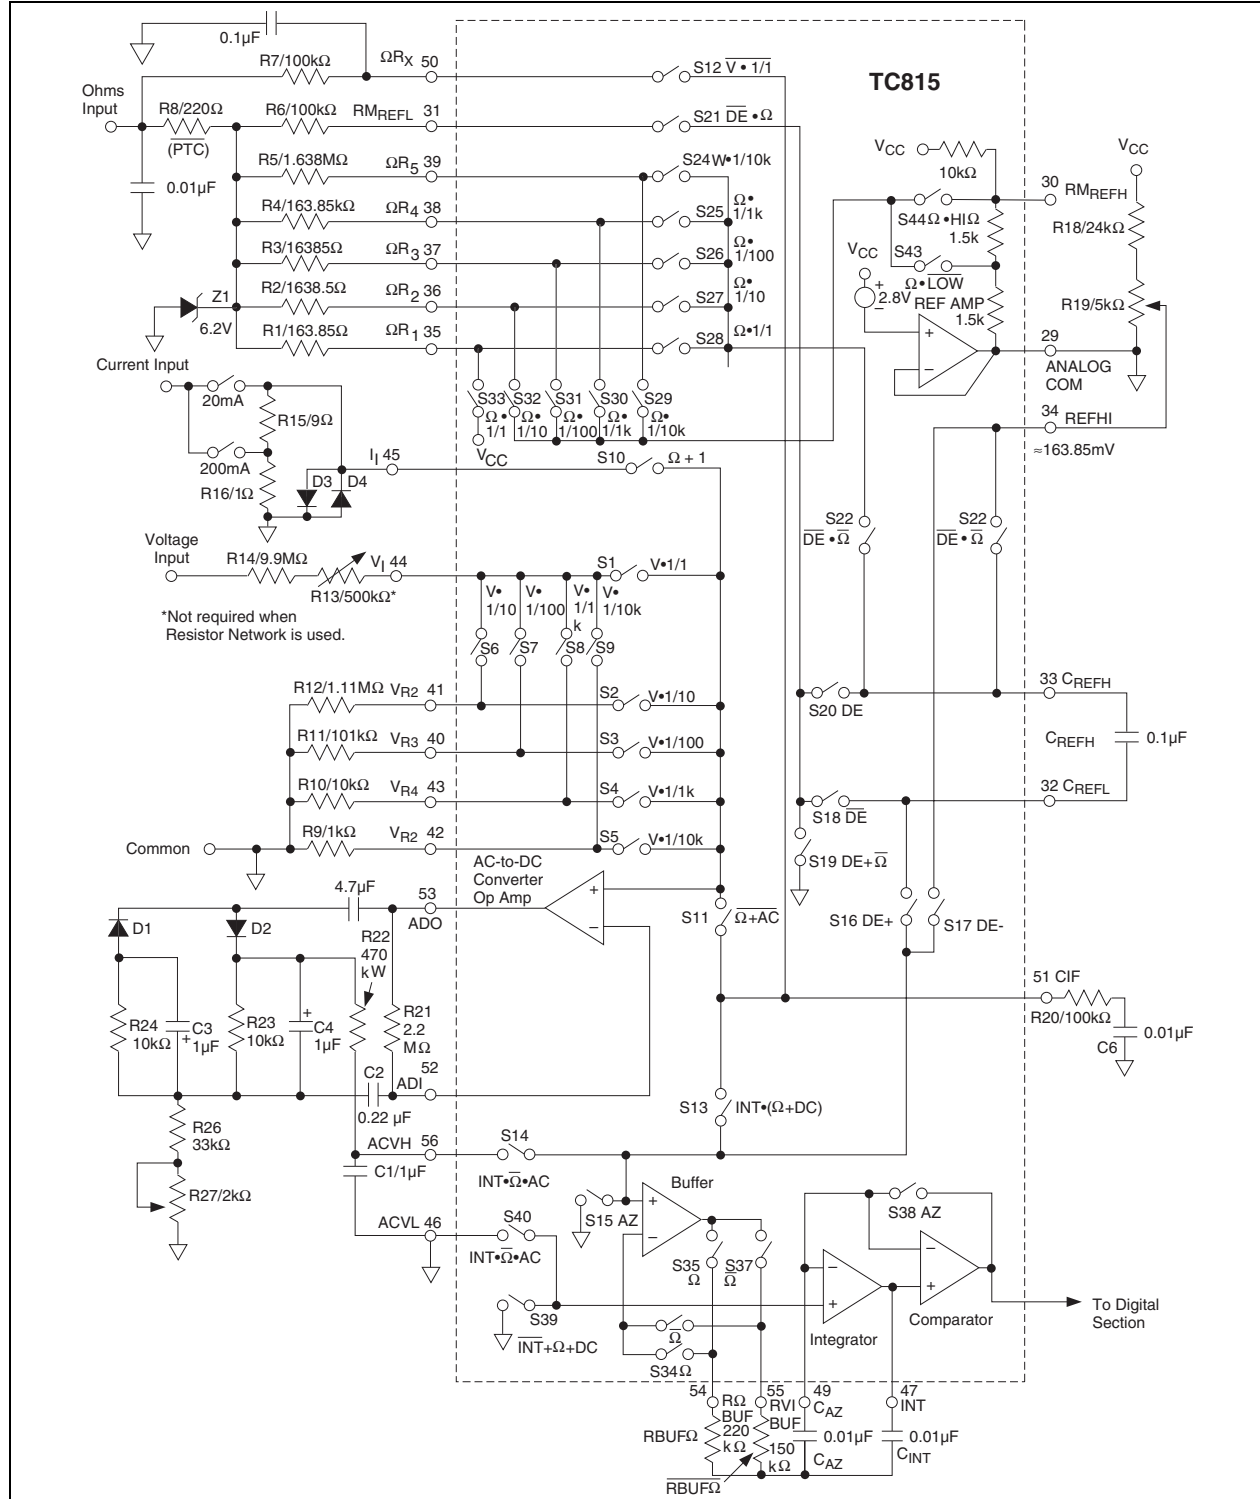 0.1µF
R7/100kΩ
ΩRX 50
S12 V • 1/1
TC815
Ohms
Input
R8/220Ω
(PTC)
R6/100kΩ
RMREFL 31
S21 DE • Ω
0.01µF
R5/1.638MΩ
ΩR5 39
S24W•1/10k
R4/163.85kΩ
ΩR4 38
S25
Ω•
1/1k
R3/16385Ω
ΩR3 37
S26
Ω•
1/100
R2/1638.5Ω
ΩR2 36
S27
Ω•
1/10
R1/163.85Ω
ΩR1 35
S28
Ω•1/1
Z1
6.2V
VCC
10kΩ
30
RMREFH
VCC
S44Ω•HIΩ
1.5k
R18/24kΩ
VCC
S43
Ω•LOW
+
2.8V
–
REF AMP
1.5k
R19/5kΩ
+
–
29
ANALOG
COM
34
REFHI
≈163.85mV
Current Input
20mA
R15/9Ω
200mA
R16/1Ω
D3
D4
II 45
S33
Ω•
1/1
VCC
S32
Ω•
1/10
S31
Ω•
1/100
S30
Ω•
1/1k
S29
Ω•
1/10k
S10
Ω + 1
S22
DE•Ω
S22
DE•Ω
Voltage
Input
R14/9.9MΩ
R13/500kΩ*
VI 44
S1
V•1/1
*Not required when
Resistor Network is used.
V•
1/10
V•
1/100
V•
1/1
k
V•
1/10k
S6
S7
S8
S9
R12/1.11MΩ
VR2 41
S2
V•1/10
R11/101kΩ
VR3 40
S3
V•1/100
R10/10kΩ
VR4 43
S4
V•1/1k
R9/1kΩ
VR2 42
S5
V•1/10k
Common
S20 DE
33 CREFH
CREFH
0.1µF
32 CREFL
S18 DE
S19 DE+Ω
S16 DE+
S17 DE-
AC-to-DC
Converter
Op Amp
+
–
4.7µF
53
ADO
S11
Ω+AC
D1
D2
R22
470
kW
R24
10kΩ
C3
+
1µF
R23
10kΩ
+
C4
1µF
R21
2.2
MΩ
C2
0.22 µF
52
ADI
51 CIF
R20/100kΩ
0.01µF
C6
S13
INT•(Ω+DC)
R26
33kΩ
R27/2kΩ
ACVH 56
S14
INT•Ω•AC
C1/1µF
ACVL 46
S40
INT•Ω•AC
S39
INT+Ω+DC
S15 AZ
Buffer
+
–
S35
Ω
S37
Ω
Ω
S34Ω
S38 AZ
–
+
Integrator
–
+
Comparator
To Digital
Section
54
RΩ
BUF
220
kΩ
RBUFΩ
55
RVI
BUF
150
kΩ
RBUFΩ
49
CAZ
0.01µF
CAZ
47
INT
0.01µF
CINT